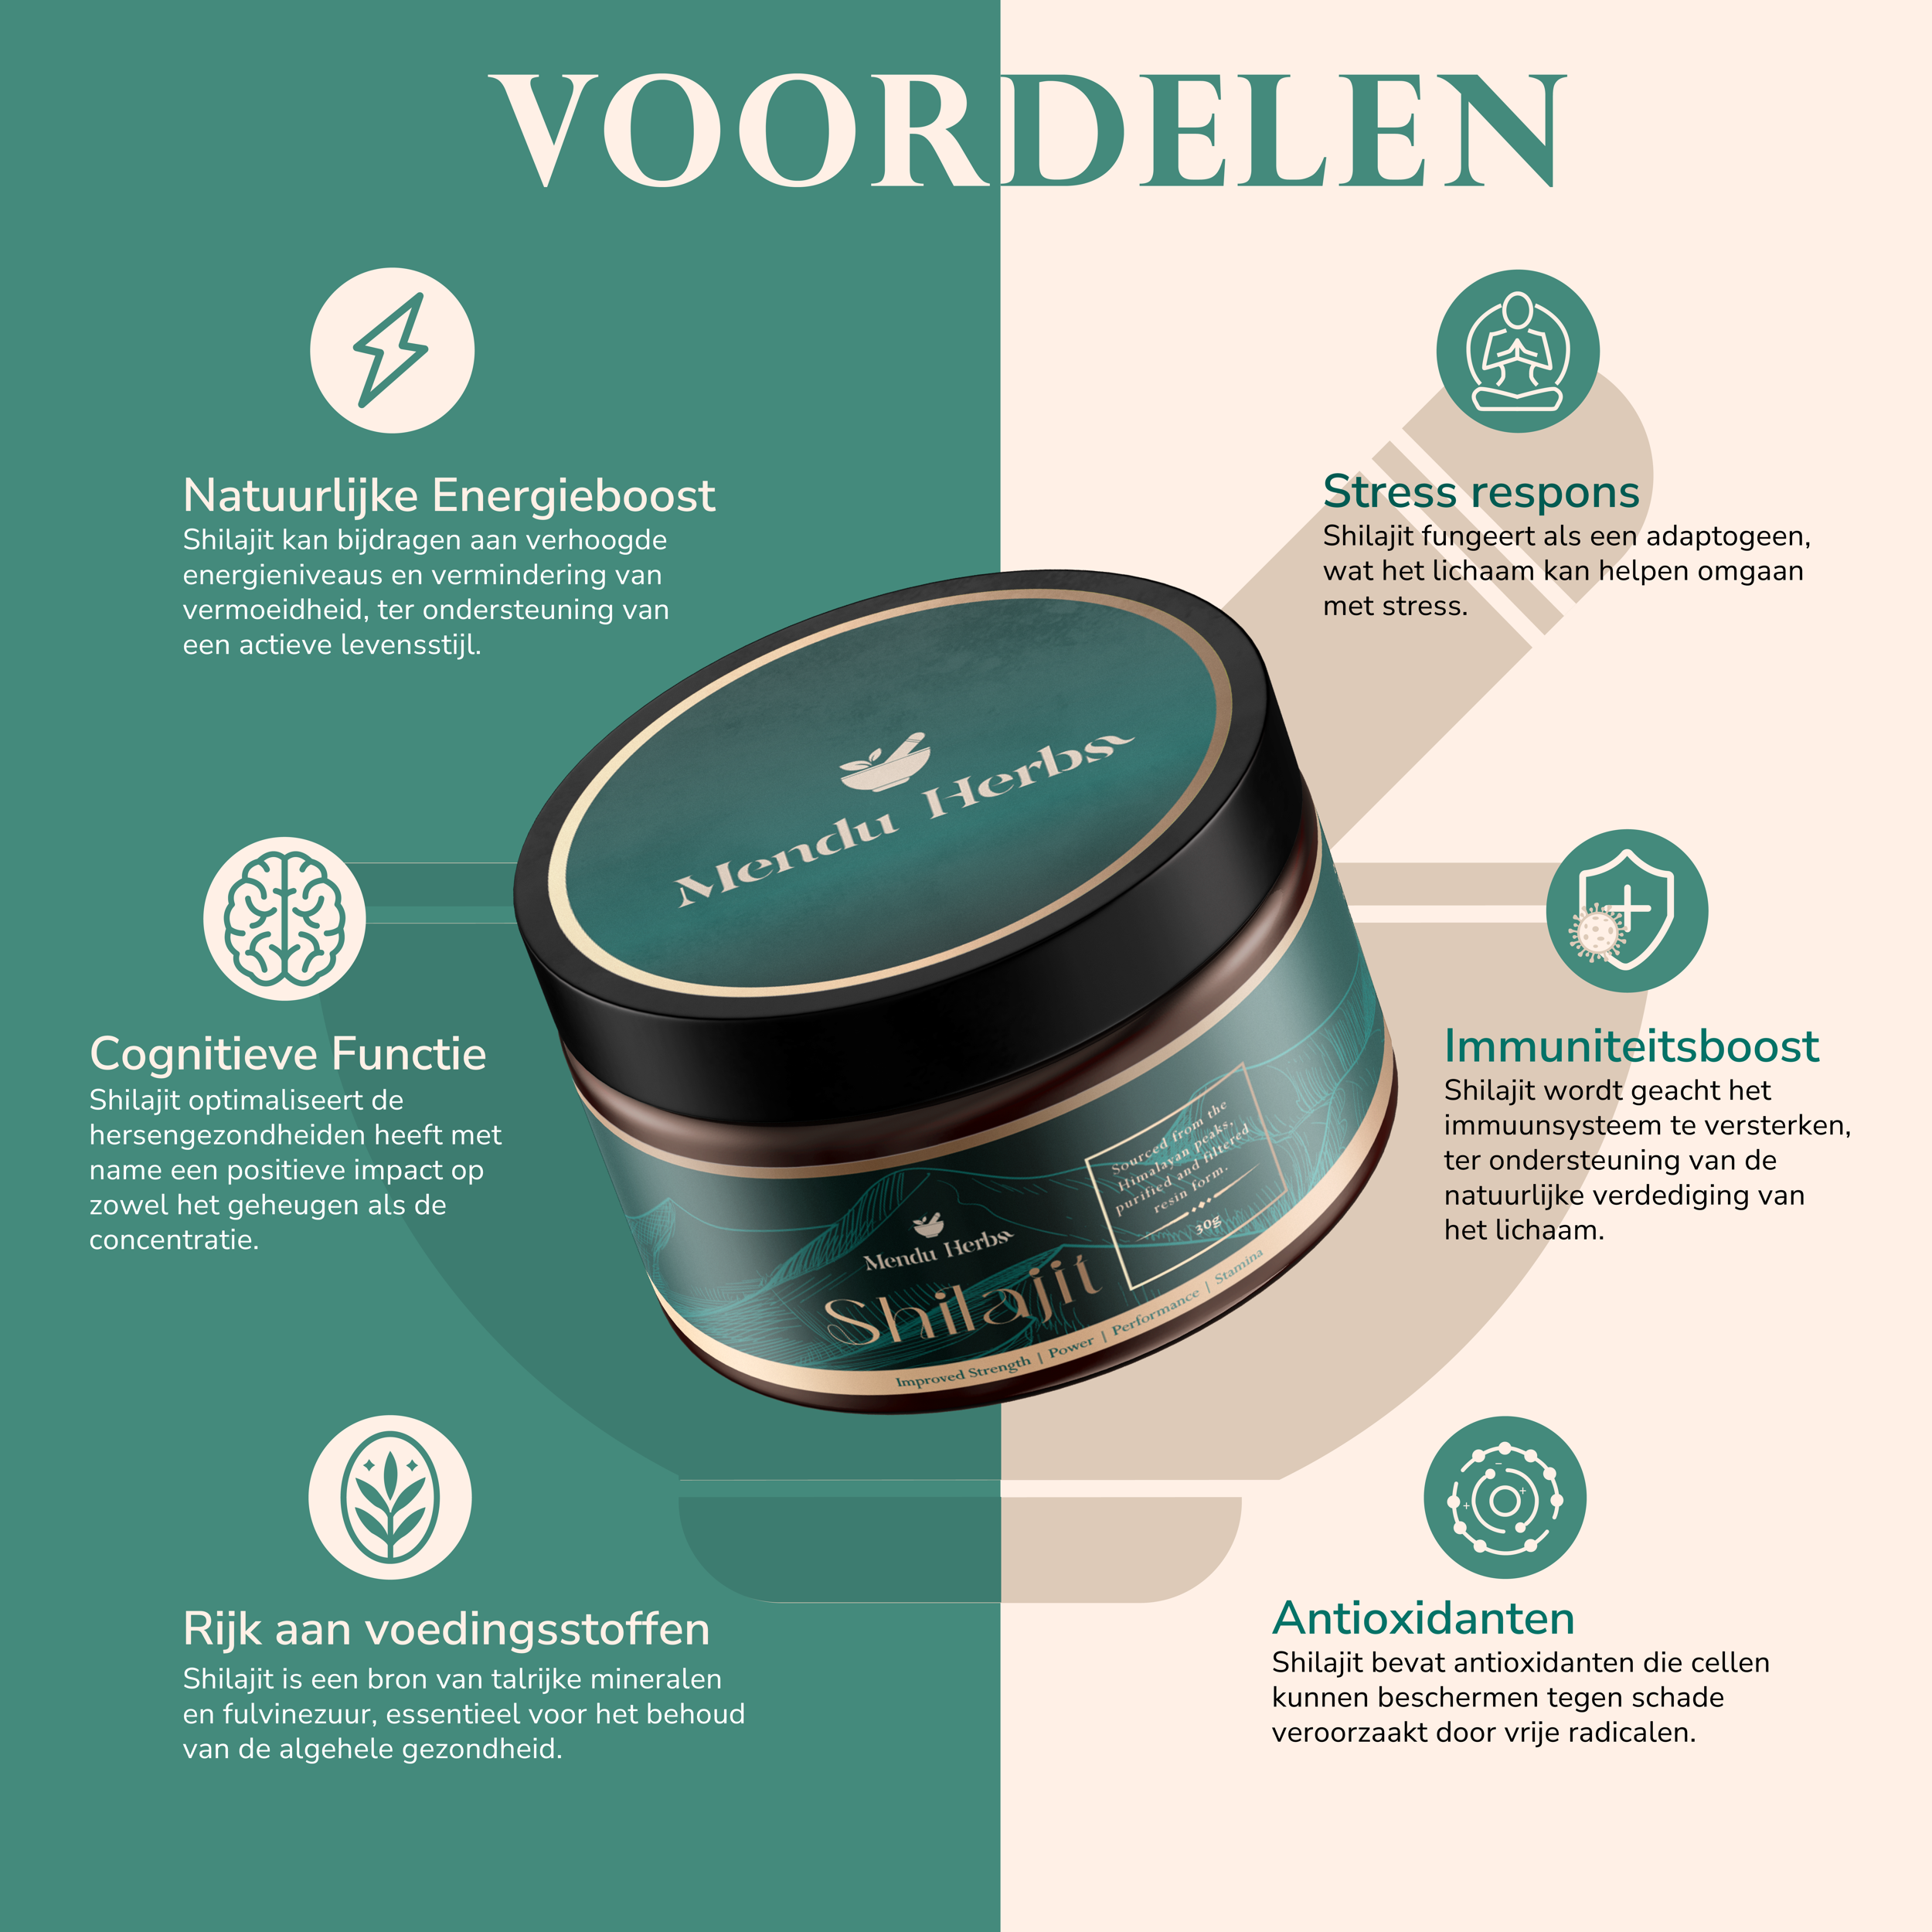 VOORDELEN
Natuurlijke Energieboost
Shilajit kan bijdragen aan verhoogde
energieniveaus en vermindering van
vermoeidheid, ter ondersteuning van
een actieve levensstijl.
Stress respons
Shilajit fungeert als een adaptogeen,
wat het lichaam kan helpen omgaan
met stress.
Mendu Herbs
Cognitieve Functie
Shilajit optimaliseert de
hersengezondheiden heeft met
name een positieve impact op
zowel het geheugen als de
concentratie.
Immuniteitsboost
Shilajit wordt geacht het
immuunsysteem te versterken,
ter ondersteuning van de
natuurlijke verdediging van
het lichaam.
Sourced from the
Himalayan peaks,
purified and filtered
resin form.
30g
Mendu Herbs
Shilajit
Improved Strength | Power | Performance | Stamina
Rijk aan voedingsstoffen
Shilajit is een bron van talrijke mineralen
en fulvinezuur, essentieel voor het behoud
van de algehele gezondheid.
Antioxidanten
Shilajit bevat antioxidanten die cellen
kunnen beschermen tegen schade
veroorzaakt door vrije radicalen.